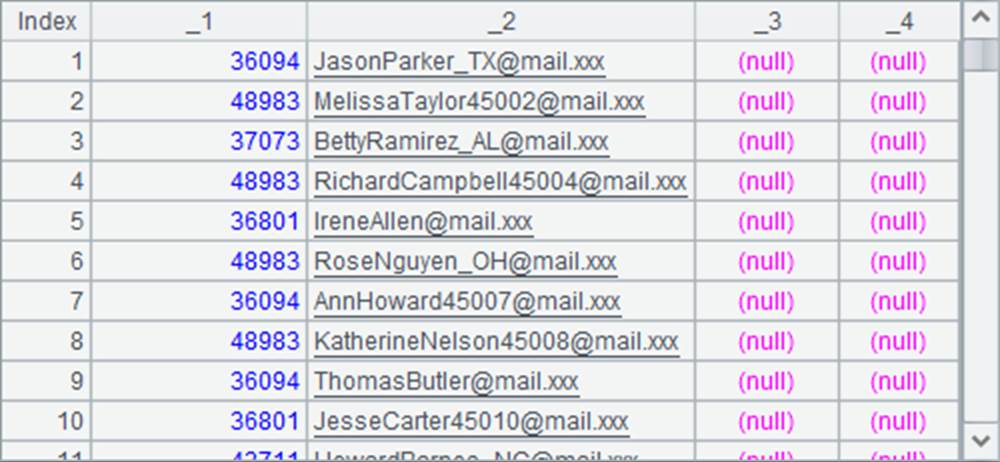 Index _1 _2 _3 _4
1 36094 JasonParker_TX@mail.xxx (null) (null)
2 48983 MelissaTaylor45002@mail.xxx (null) (null)
3 37073 BettyRamirez_AL@mail.xxx (null) (null)
4 48983 RichardCampbell45004@mail.xxx (null) (null)
5 36801 IreneAllen@mail.xxx (null) (null)
6 48983 RoseNguyen_OH@mail.xxx (null) (null)
7 36094 AnnHoward45007@mail.xxx (null) (null)
8 48983 KatherineNelson45008@mail.xxx (null) (null)
9 36094 ThomasButler@mail.xxx (null) (null)
10 36801 JesseCarter45010@mail.xxx (null) (null)
11 (null) (null)